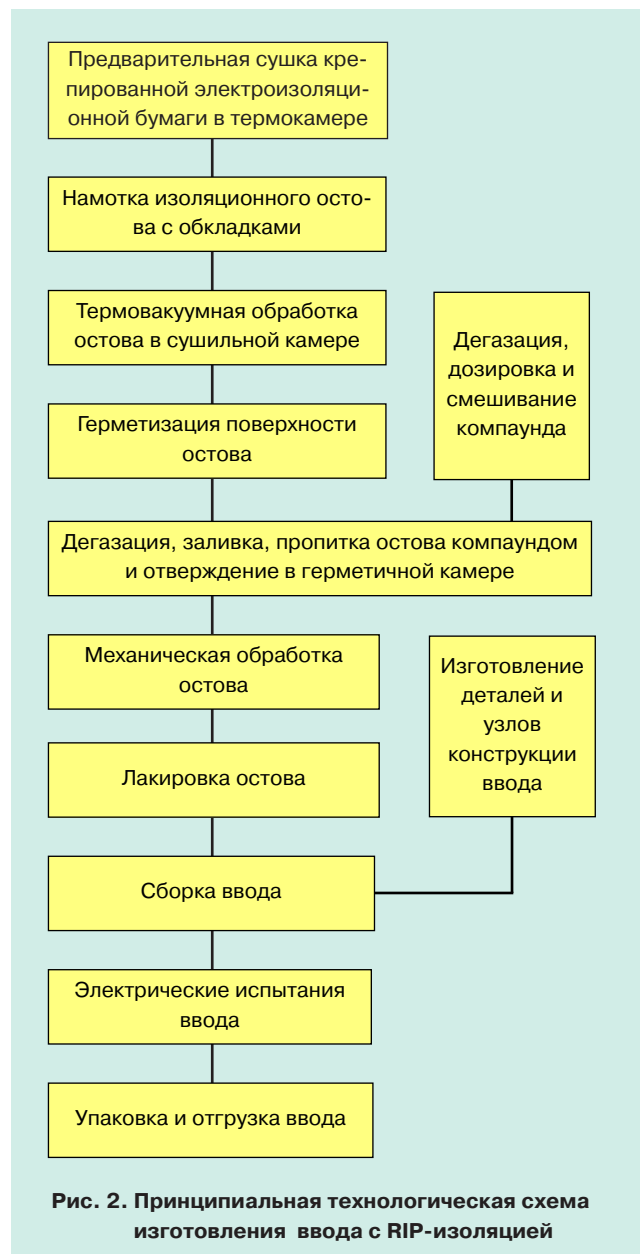 Предварительная сушка кре-
пированной электроизоляци-
онной бумаги в термокамере
Намотка изоляционного осто-
ва с обкладками
Термовакуумная обработка
остова в сушильной камере
Дегазация,
дозировка и
смешивание
компаунда
Герметизация поверхности
остова
Дегазация, заливка, пропитка остова компаундом
и отверждение в герметичной камере
Механическая обработка
остова
Изготовление
деталей и
узлов
конструкции
ввода
Лакировка остова
Сборка ввода
Электрические испытания
ввода
Упаковка и отгрузка ввода
Рис. 2. Принципиальная технологическая схема
изготовления ввода с RIP-изоляцией